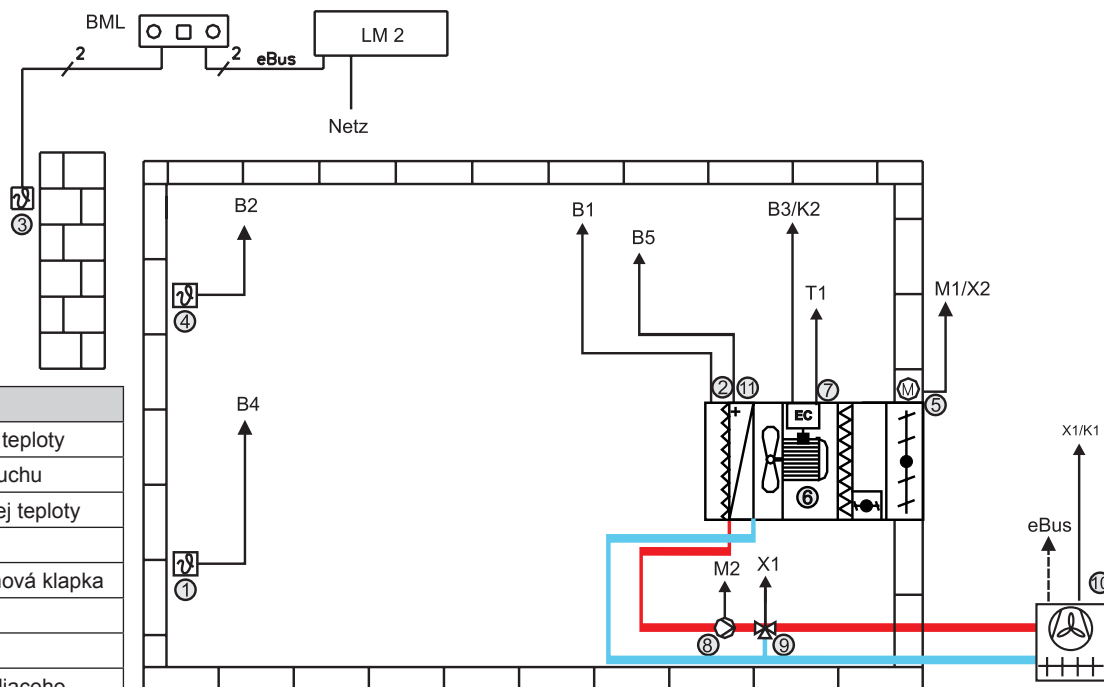 BML
LM 2
2
2
eBus
Netz
3
B2
B1
B5
B3/K2
T1
M1/X2
4
B4
2
11
7
M
5
EC
+
6
teploty
uchu
ej teploty
nová klapka
X1/K1
eBus
10
1
M2
X1
8
9